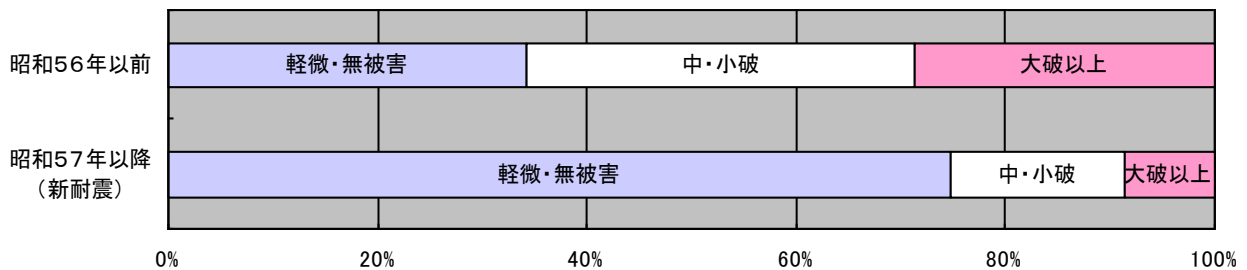 昭和56年以前
軽微・無被害
中・小破
大破以上
昭和57年以降
（新耐震）
軽微・無被害
中・小破
大破以上
0%
20%
40%
60%
80%
100%